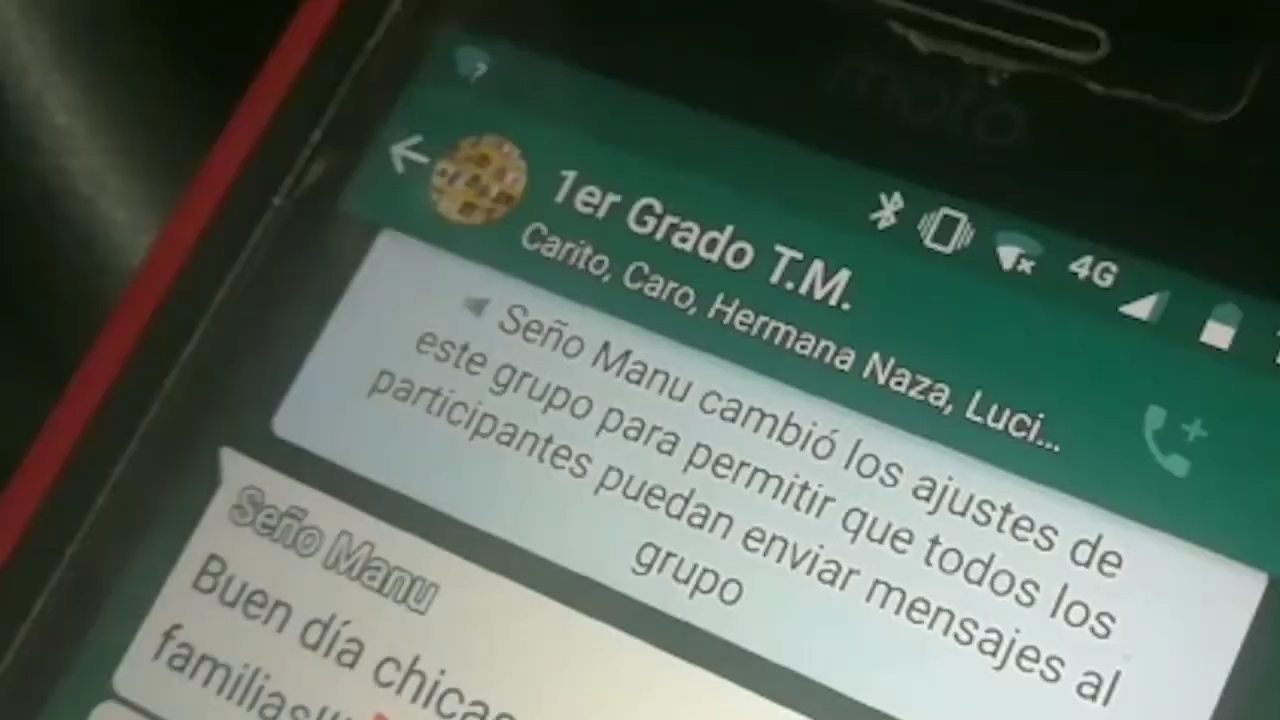 moto
4G
1er Grado T.M.
Carito, Caro, Hermana Naza, Luci...
Seño Manu cambió los ajustes de
este grupo para permitir que todos los
participantes puedan enviar mensajes al
grupo
Seño Manu
Buen día chicas
familias!!!